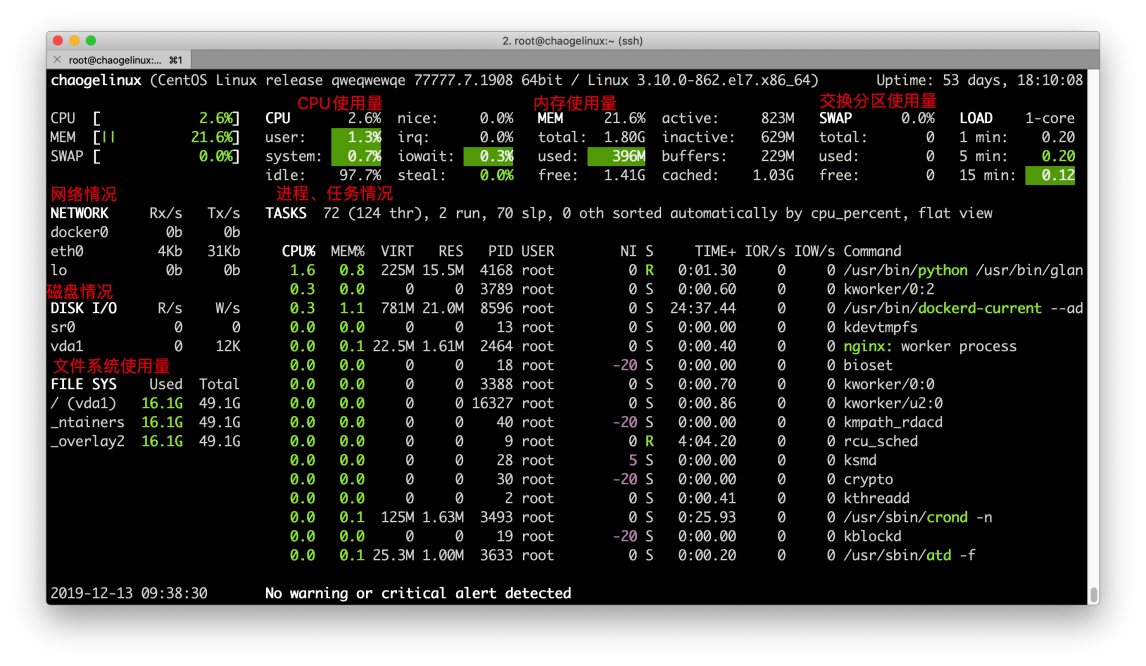 2. root@chaogelinux:~ (ssh)
× root@chaogelinux:... ⌘1
chaogelinux (CentOS Linux release qweqwewqe 77777.7.1908 64bit / Linux 3.10.0-862.el7.x86_64) Uptime: 53 days, 18:10:08
CPU使用量 内存使用量 交换分区使用量
CPU [ 2.6%] CPU 2.6% nice: 0.0% MEM 21.6% active: 823M SWAP 0.0% LOAD 1-core
MEM [|| 21.6%] user: 1.3% irq: 0.0% total: 1.80G inactive: 629M total: 0 1 min: 0.20
SWAP [ 0.0%] system: 0.7% iowait: 0.3% used: 396M buffers: 229M used: 0 5 min: 0.20
idle: 97.7% steal: 0.0% free: 1.41G cached: 1.03G free: 0 15 min: 0.12
网络情况 进程、任务情况
NETWORK Rx/s Tx/s TASKS 72 (124 thr), 2 run, 70 slp, 0 oth sorted automatically by cpu_percent, flat view
docker0 0b 0b
eth0 4Kb 31Kb CPU% MEM% VIRT RES PID USER NI S TIME+ IOR/s IOW/s Command
lo 0b 0b 1.6 0.8 225M 15.5M 4168 root 0 R 0:01.30 0 0 /usr/bin/python /usr/bin/glan
磁盘情况 0.3 0.0 0 0 3789 root 0 S 0:00.60 0 0 kworker/0:2
DISK I/O R/s W/s 0.3 1.1 781M 21.0M 8596 root 0 S 24:37.44 0 0 /usr/bin/dockerd-current --ad
sr0 0 0 0.0 0.0 0 0 13 root 0 S 0:00.00 0 0 kdevtmpfs
vda1 0 12K 0.0 0.1 22.5M 1.61M 2464 root 0 S 0:00.40 0 0 nginx: worker process
文件系统使用量 0.0 0.0 0 0 18 root -20 S 0:00.00 0 0 bioset
FILE SYS Used Total 0.0 0.0 0 0 3388 root 0 S 0:00.70 0 0 kworker/0:0
/ (vda1) 16.1G 49.1G 0.0 0.0 0 0 16327 root 0 S 0:00.86 0 0 kworker/u2:0
_ntainers 16.1G 49.1G 0.0 0.0 0 0 40 root -20 S 0:00.00 0 0 kmpath_rdacd
_overlay2 16.1G 49.1G 0.0 0.0 0 0 9 root 0 R 4:04.20 0 0 rcu_sched
0.0 0.0 0 0 28 root 5 S 0:00.00 0 0 ksmd
0.0 0.0 0 0 30 root -20 S 0:00.00 0 0 crypto
0.0 0.0 0 0 2 root 0 S 0:00.41 0 0 kthreadd
0.0 0.1 125M 1.63M 3493 root 0 S 0:25.93 0 0 /usr/sbin/crond -n
0.0 0.0 0 0 19 root -20 S 0:00.00 0 0 kblockd
0.0 0.1 25.3M 1.00M 3633 root 0 S 0:00.20 0 0 /usr/sbin/atd -f
2019-12-13 09:38:30 No warning or critical alert detected